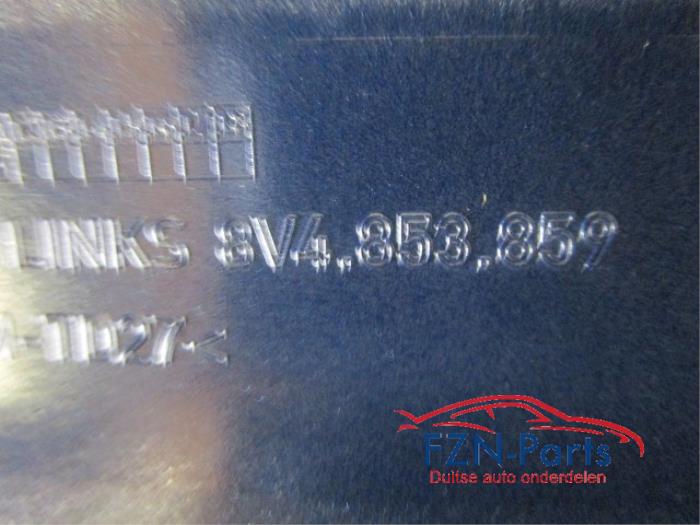 LINKS 8V4.853.859
FZN-Parts
Duitse auto onderdelen